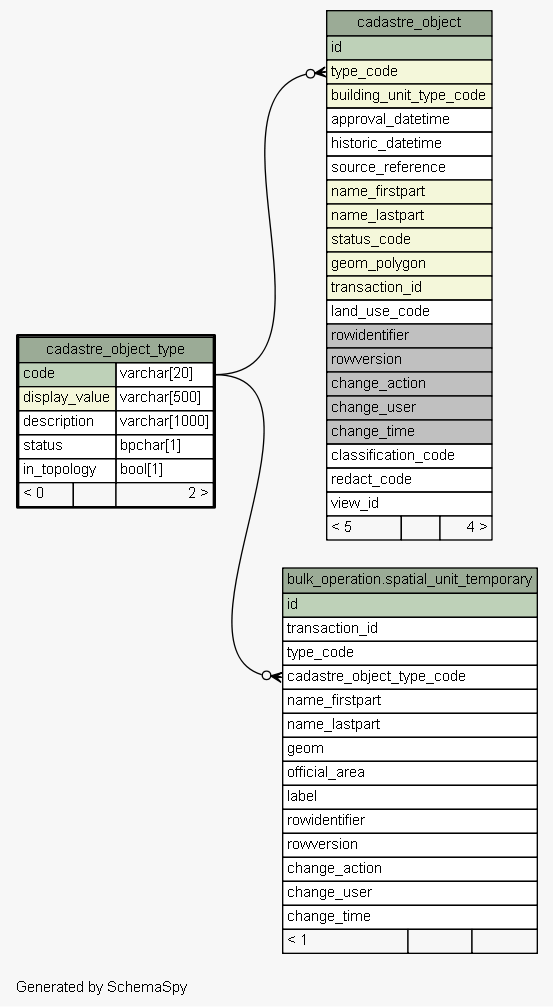 cadastre_object
id
type_code
building_unit_type_code
approval_datetime
historic_datetime
source_reference
name_firstpart
name_lastpart
status_code
geom_polygon
transaction_id
land_use_code
rowidentifier
rowversion
change_action
change_user
change_time
classification_code
redact_code
view_id
< 5 4 >
cadastre_object_type
code varchar[20]
display_value varchar[500]
description varchar[1000]
status bpchar[1]
in_topology bool[1]
< 0 2 >
bulk_operation.spatial_unit_temporary
id
transaction_id
type_code
cadastre_object_type_code
name_firstpart
name_lastpart
geom
official_area
label
rowidentifier
rowversion
change_action
change_user
change_time
< 1
Generated by SchemaSpy